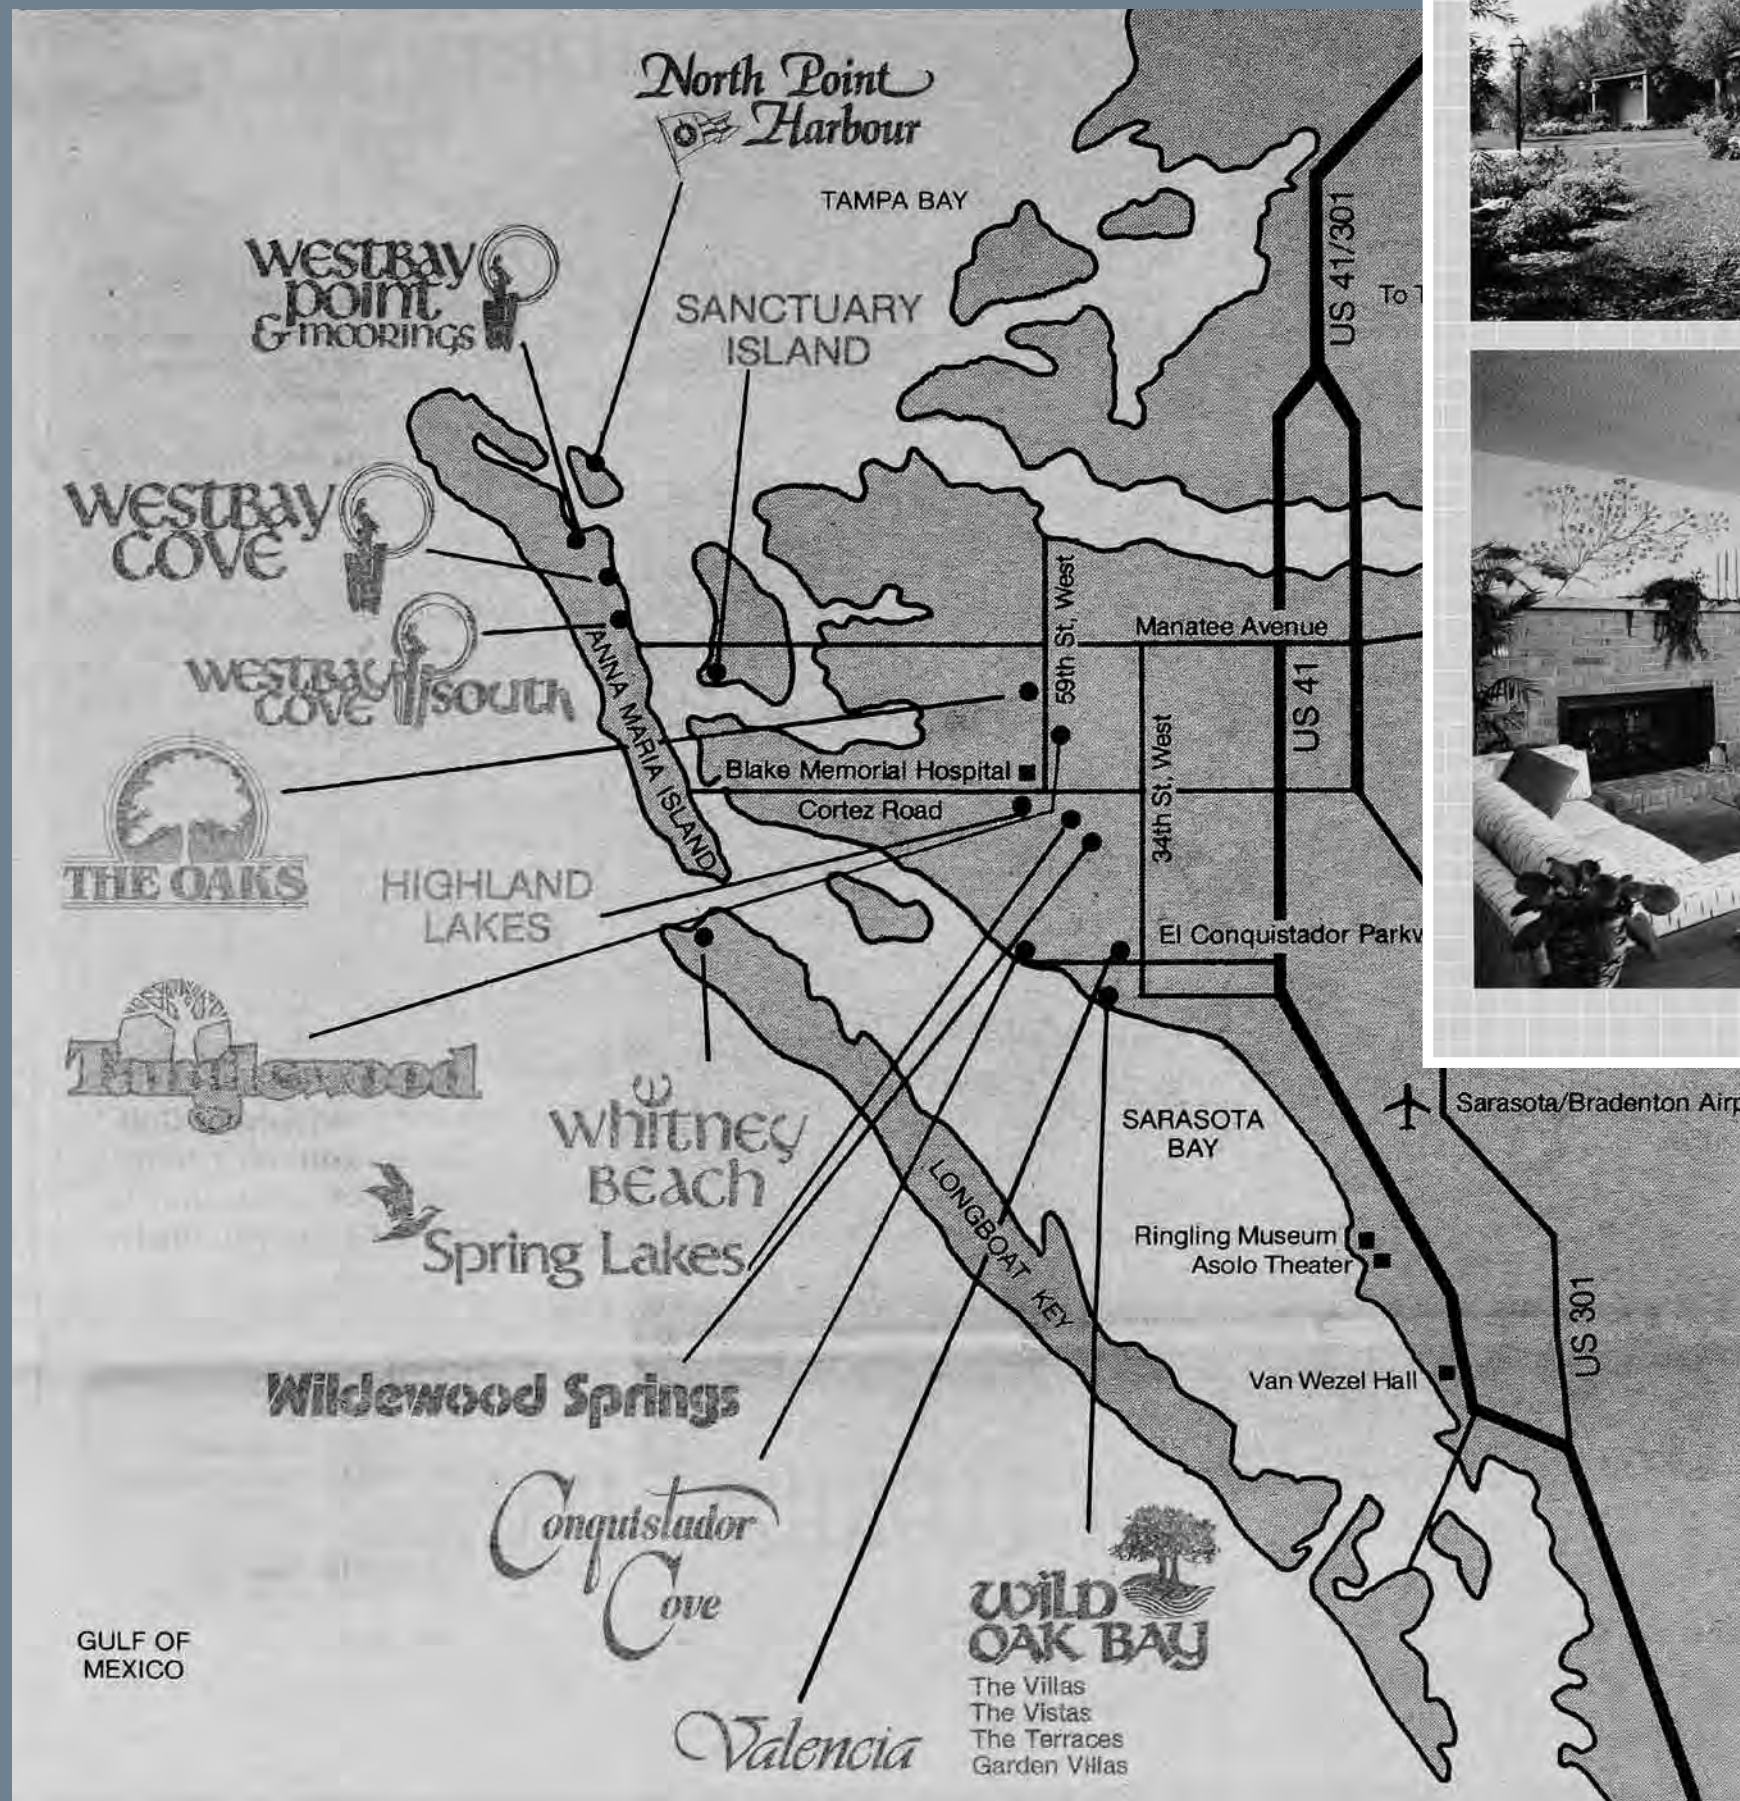 North Point
Harbour
TAMPA BAY
WESTBAY
POINT
& MOORINGS
SANCTUARY
ISLAND
US 41/301
To
WESTBAY
COVE
59th St, West
Manatee Avenue
WESTBAY
COVE SOUTH
ANNA MARIA ISLAND
US 41
34th St, West
Blake Memorial Hospital
Cortez Road
THE OAKS
HIGHLAND
LAKES
El Conquistador
Tanglewood
Whitney
BEach
SARASOTA
BAY
Sarasota/Bradenton
LONGBOAT KEY
Spring Lakes
Ringling Museum
Asolo Theater
US 301
Van Wezel Hall
Wildewood Springs
Conquistador
Cove
WILD
OAK BAY
The Villas
The Vistas
The Terraces
Garden Villas
GULF OF
MEXICO
Valencia